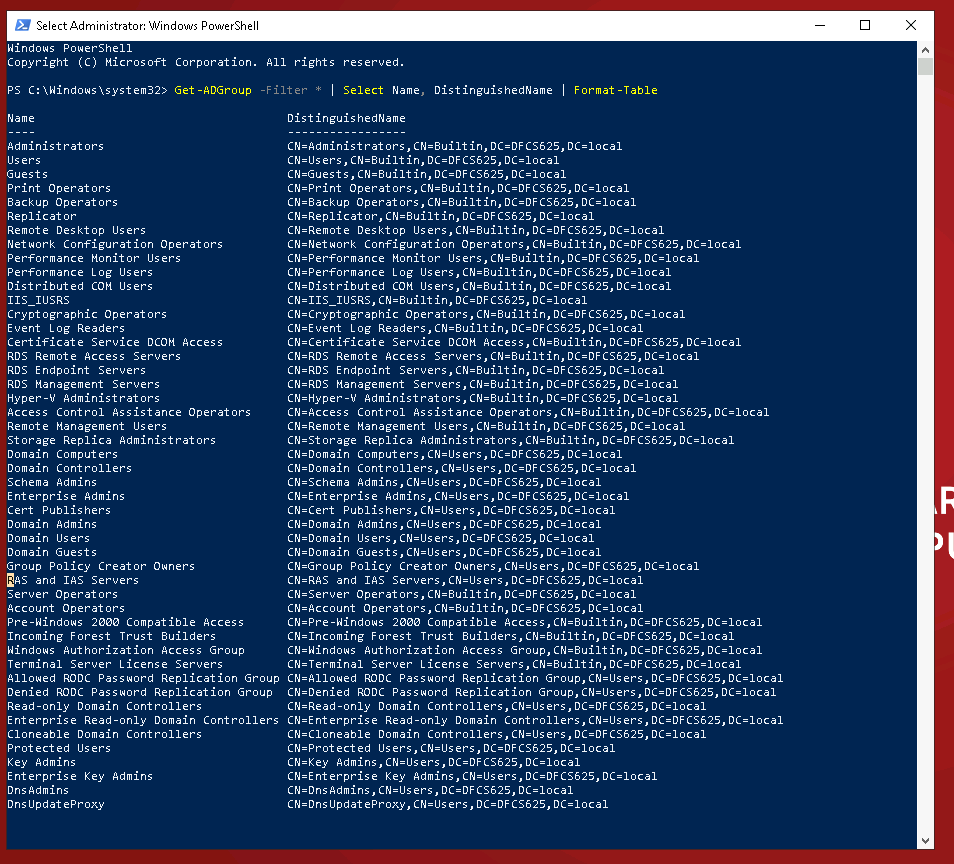 Select Administrator: Windows PowerShell
Windows PowerShell
Copyright (C) Microsoft Corporation. All rights reserved.
PS C:\Windows\system32> Get-ADGroup -Filter * | Select Name, DistinguishedName | Format-Table
Name DistinguishedName
---- -----------------
Administrators CN=Administrators,CN=Builtin,DC=DFCS625,DC=local
Users CN=Users,CN=Builtin,DC=DFCS625,DC=local
Guests CN=Guests,CN=Builtin,DC=DFCS625,DC=local
Print Operators CN=Print Operators,CN=Builtin,DC=DFCS625,DC=local
Backup Operators CN=Backup Operators,CN=Builtin,DC=DFCS625,DC=local
Replicator CN=Replicator,CN=Builtin,DC=DFCS625,DC=local
Remote Desktop Users CN=Remote Desktop Users,CN=Builtin,DC=DFCS625,DC=local
Network Configuration Operators CN=Network Configuration Operators,CN=Builtin,DC=DFCS625,DC=local
Performance Monitor Users CN=Performance Monitor Users,CN=Builtin,DC=DFCS625,DC=local
Performance Log Users CN=Performance Log Users,CN=Builtin,DC=DFCS625,DC=local
Distributed COM Users CN=Distributed COM Users,CN=Builtin,DC=DFCS625,DC=local
IIS_IUSRS CN=IIS_IUSRS,CN=Builtin,DC=DFCS625,DC=local
Cryptographic Operators CN=Cryptographic Operators,CN=Builtin,DC=DFCS625,DC=local
Event Log Readers CN=Event Log Readers,CN=Builtin,DC=DFCS625,DC=local
Certificate Service DCOM Access CN=Certificate Service DCOM Access,CN=Builtin,DC=DFCS625,DC=local
RDS Remote Access Servers CN=RDS Remote Access Servers,CN=Builtin,DC=DFCS625,DC=local
RDS Endpoint Servers CN=RDS Endpoint Servers,CN=Builtin,DC=DFCS625,DC=local
RDS Management Servers CN=RDS Management Servers,CN=Builtin,DC=DFCS625,DC=local
Hyper-V Administrators CN=Hyper-V Administrators,CN=Builtin,DC=DFCS625,DC=local
Access Control Assistance Operators CN=Access Control Assistance Operators,CN=Builtin,DC=DFCS625,DC=local
Remote Management Users CN=Remote Management Users,CN=Builtin,DC=DFCS625,DC=local
Storage Replica Administrators CN=Storage Replica Administrators,CN=Builtin,DC=DFCS625,DC=local
Domain Computers CN=Domain Computers,CN=Users,DC=DFCS625,DC=local
Domain Controllers CN=Domain Controllers,CN=Users,DC=DFCS625,DC=local
Schema Admins CN=Schema Admins,CN=Users,DC=DFCS625,DC=local
Enterprise Admins CN=Enterprise Admins,CN=Users,DC=DFCS625,DC=local
Cert Publishers CN=Cert Publishers,CN=Users,DC=DFCS625,DC=local
Domain Admins CN=Domain Admins,CN=Users,DC=DFCS625,DC=local
Domain Users CN=Domain Users,CN=Users,DC=DFCS625,DC=local
Domain Guests CN=Domain Guests,CN=Users,DC=DFCS625,DC=local
Group Policy Creator Owners CN=Group Policy Creator Owners,CN=Users,DC=DFCS625,DC=local
RAS and IAS Servers CN=RAS and IAS Servers,CN=Users,DC=DFCS625,DC=local
Server Operators CN=Server Operators,CN=Builtin,DC=DFCS625,DC=local
Account Operators CN=Account Operators,CN=Builtin,DC=DFCS625,DC=local
Pre-Windows 2000 Compatible Access CN=Pre-Windows 2000 Compatible Access,CN=Builtin,DC=DFCS625,DC=local
Incoming Forest Trust Builders CN=Incoming Forest Trust Builders,CN=Builtin,DC=DFCS625,DC=local
Windows Authorization Access Group CN=Windows Authorization Access Group,CN=Builtin,DC=DFCS625,DC=local
Terminal Server License Servers CN=Terminal Server License Servers,CN=Builtin,DC=DFCS625,DC=local
Allowed RODC Password Replication Group CN=Allowed RODC Password Replication Group,CN=Users,DC=DFCS625,DC=local
Denied RODC Password Replication Group CN=Denied RODC Password Replication Group,CN=Users,DC=DFCS625,DC=local
Read-only Domain Controllers CN=Read-only Domain Controllers,CN=Users,DC=DFCS625,DC=local
Enterprise Read-only Domain Controllers CN=Enterprise Read-only Domain Controllers,CN=Users,DC=DFCS625,DC=local
Cloneable Domain Controllers CN=Cloneable Domain Controllers,CN=Users,DC=DFCS625,DC=local
Protected Users CN=Protected Users,CN=Users,DC=DFCS625,DC=local
Key Admins CN=Key Admins,CN=Users,DC=DFCS625,DC=local
Enterprise Key Admins CN=Enterprise Key Admins,CN=Users,DC=DFCS625,DC=local
DnsAdmins CN=DnsAdmins,CN=Users,DC=DFCS625,DC=local
DnsUpdateProxy CN=DnsUpdateProxy,CN=Users,DC=DFCS625,DC=local